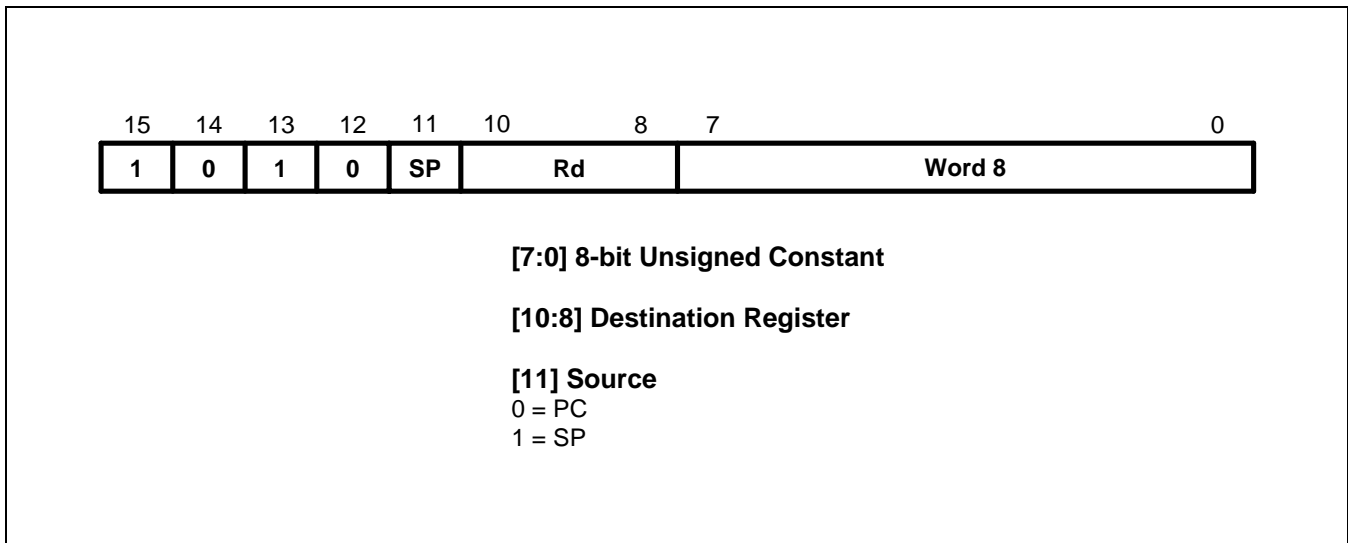 15 14 13 12 11 10 8 7 0
1 0 1 0 SP Rd Word 8
[7:0] 8-bit Unsigned Constant
[10:8] Destination Register
[11] Source
0 = PC
1 = SP